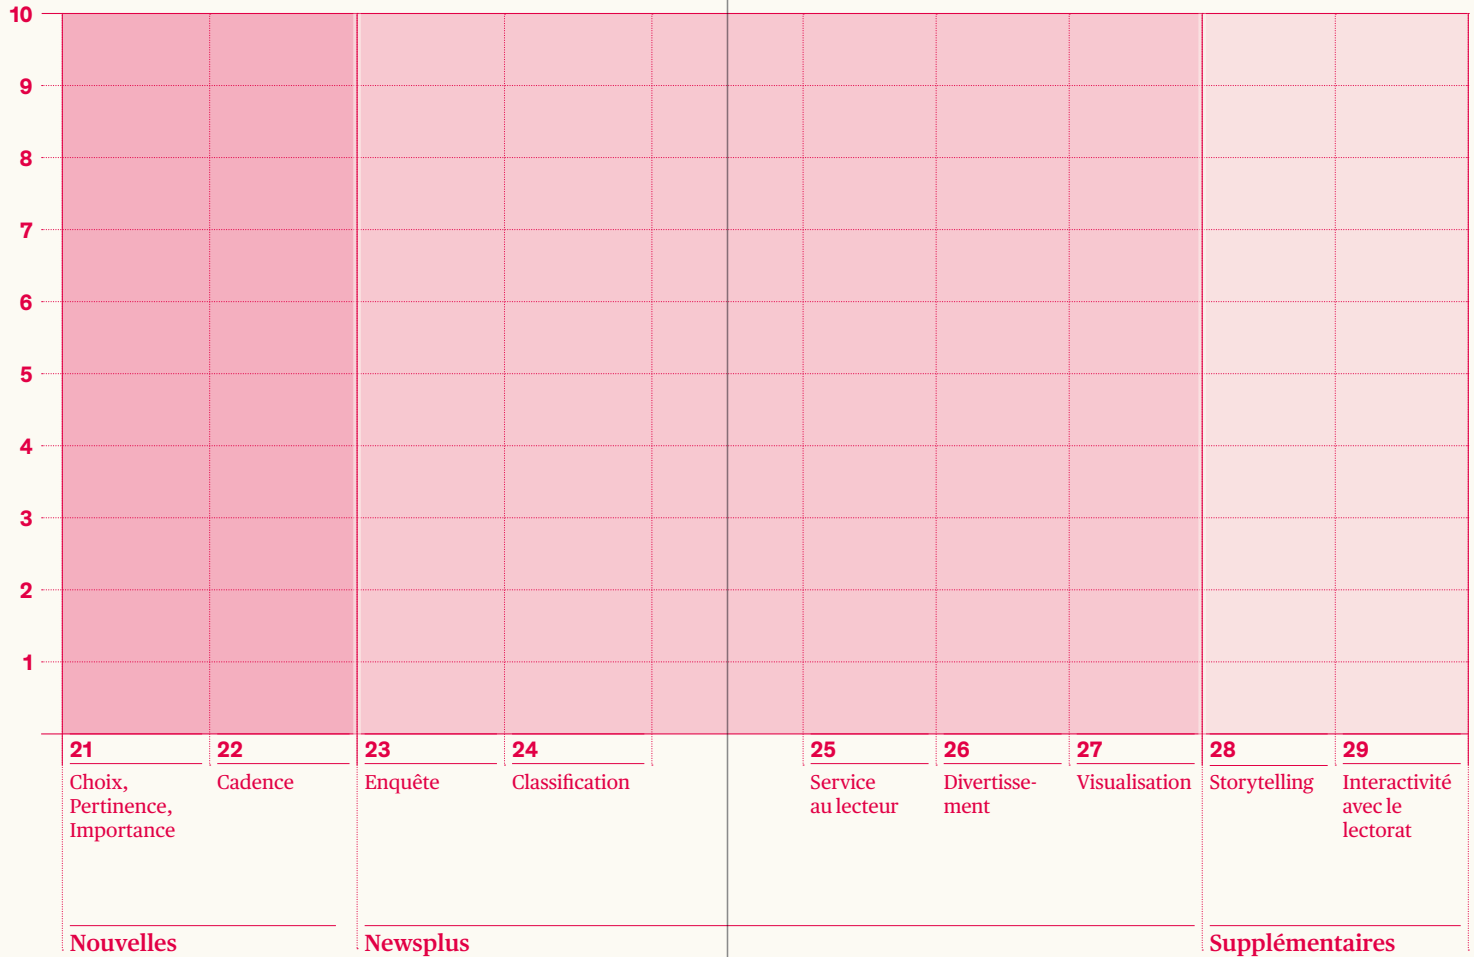 10
9
8
7
6
5
4
3
2
1
21
Choix,
Pertinence,
Importance
22
Cadence
23
Enquête
24
Classification
25
Service
au lecteur
26
Divertisse-
ment
27
Visualisation
28
Storytelling
29
Interactivité
avec le
lectorat
Nouvelles
Newsplus
Supplémentaires